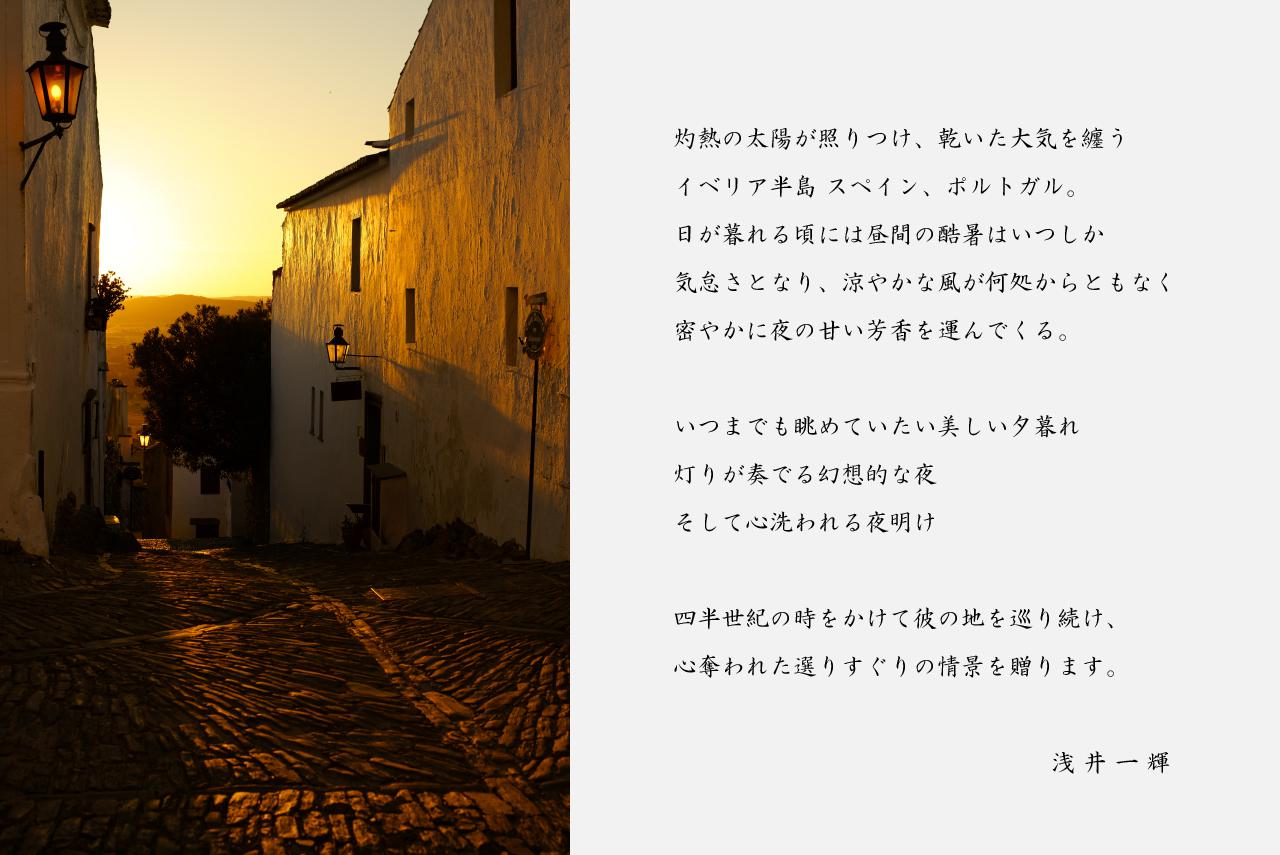 灼熱の太陽が照りつけ、乾いた大気を纏う
イベリア半島 スペイン、ポルトガル。
日が暮れる頃には昼間の酷暑はいつしか
気怠さとなり、涼やかな風が何処からともなく
密やかに夜の甘い芳香を運んでくる。
いつまでも眺めていたい美しい夕暮れ
灯りが奏でる幻想的な夜
そして心洗われる夜明け
四半世紀の時をかけて彼の地を巡り続け、
心奪われた選りすぐりの情景を贈ります。
浅井一輝